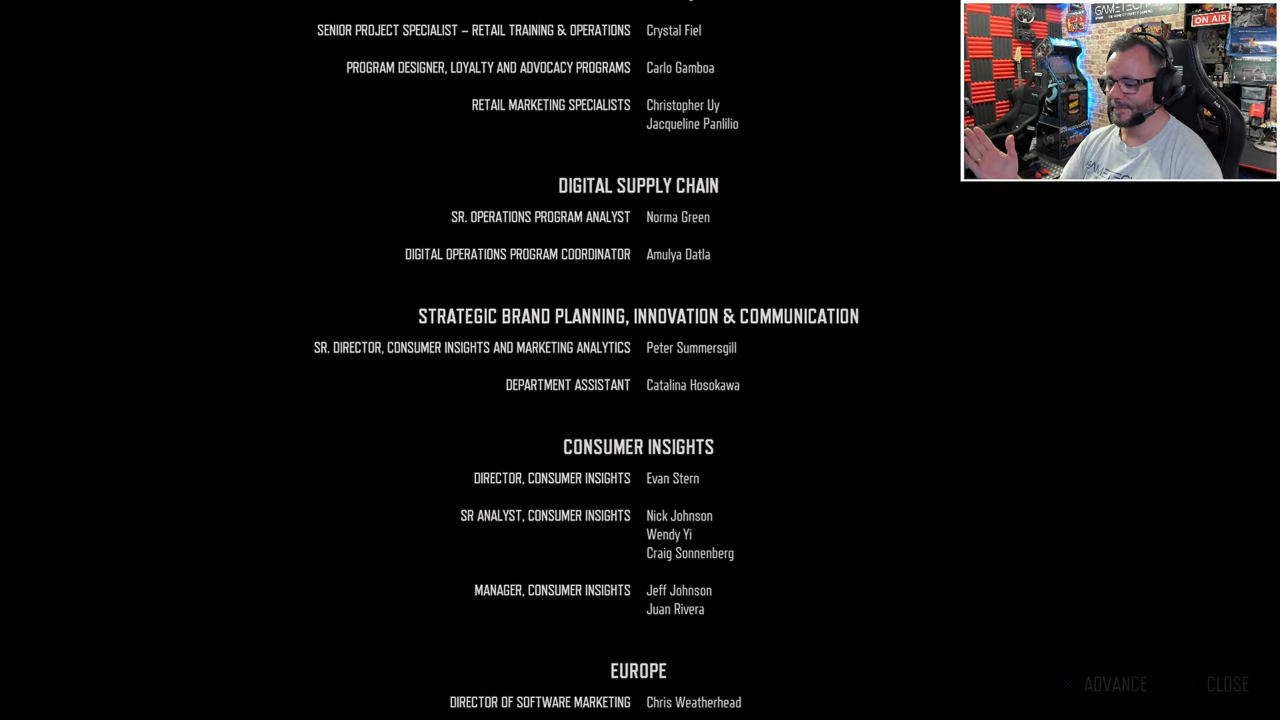 SENIOR PROJECT SPECIALIST – RETAIL TRAINING & OPERATIONS Crystal Fiel
PROGRAM DESIGNER, LOYALTY AND ADVOCACY PROGRAMS Carlo Gamboa
RETAIL MARKETING SPECIALISTS Christopher Uy
Jacqueline Panlilio
DIGITAL SUPPLY CHAIN
SR. OPERATIONS PROGRAM ANALYST Norma Green
DIGITAL OPERATIONS PROGRAM COORDINATOR Amulya Datla
STRATEGIC BRAND PLANNING, INNOVATION & COMMUNICATION
SR. DIRECTOR, CONSUMER INSIGHTS AND MARKETING ANALYTICS Peter Summersgill
DEPARTMENT ASSISTANT Catalina Hosokawa
CONSUMER INSIGHTS
DIRECTOR, CONSUMER INSIGHTS Evan Stern
SR ANALYST, CONSUMER INSIGHTS Nick Johnson
Wendy Yi
Craig Sonnenberg
MANAGER, CONSUMER INSIGHTS Jeff Johnson
Juan Rivera
EUROPE
DIRECTOR OF SOFTWARE MARKETING Chris Weatherhead
ADVANCE CLOSE
ON AIR